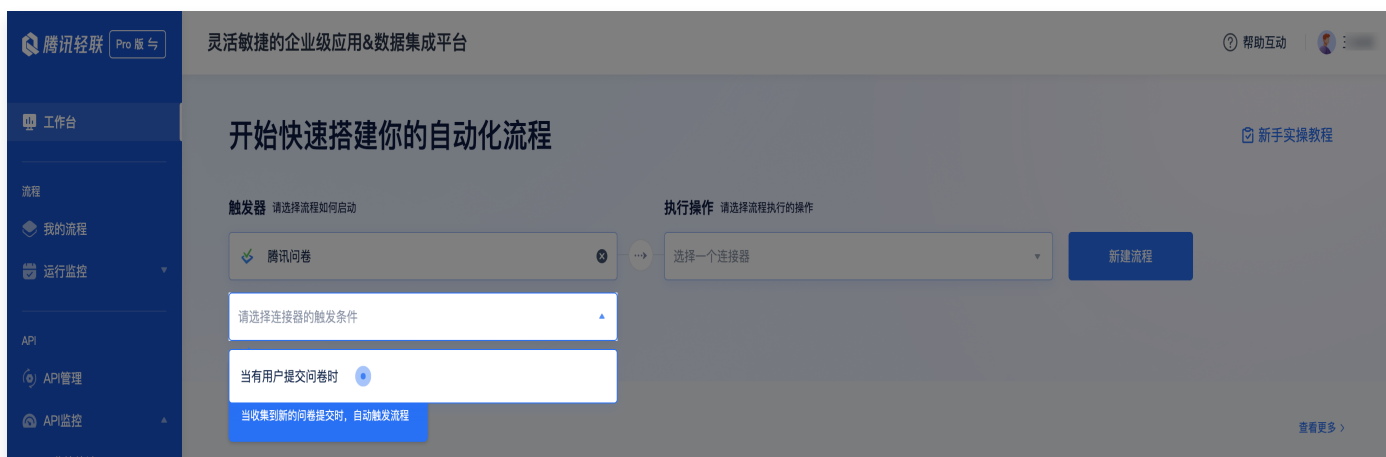 腾讯轻联 Pro 版
灵活敏捷的企业级应用&数据集成平台
帮助互动
工作台
开始快速搭建你的自动化流程
新手实操教程
流程
触发器 请选择流程如何启动
执行操作 请选择流程执行的操作
我的流程
腾讯问卷
选择一个连接器
新建流程
运行监控
请选择连接器的触发条件
API
当有用户提交问卷时
API管理
当收集到新的问卷提交时，自动触发流程
API监控
查看更多